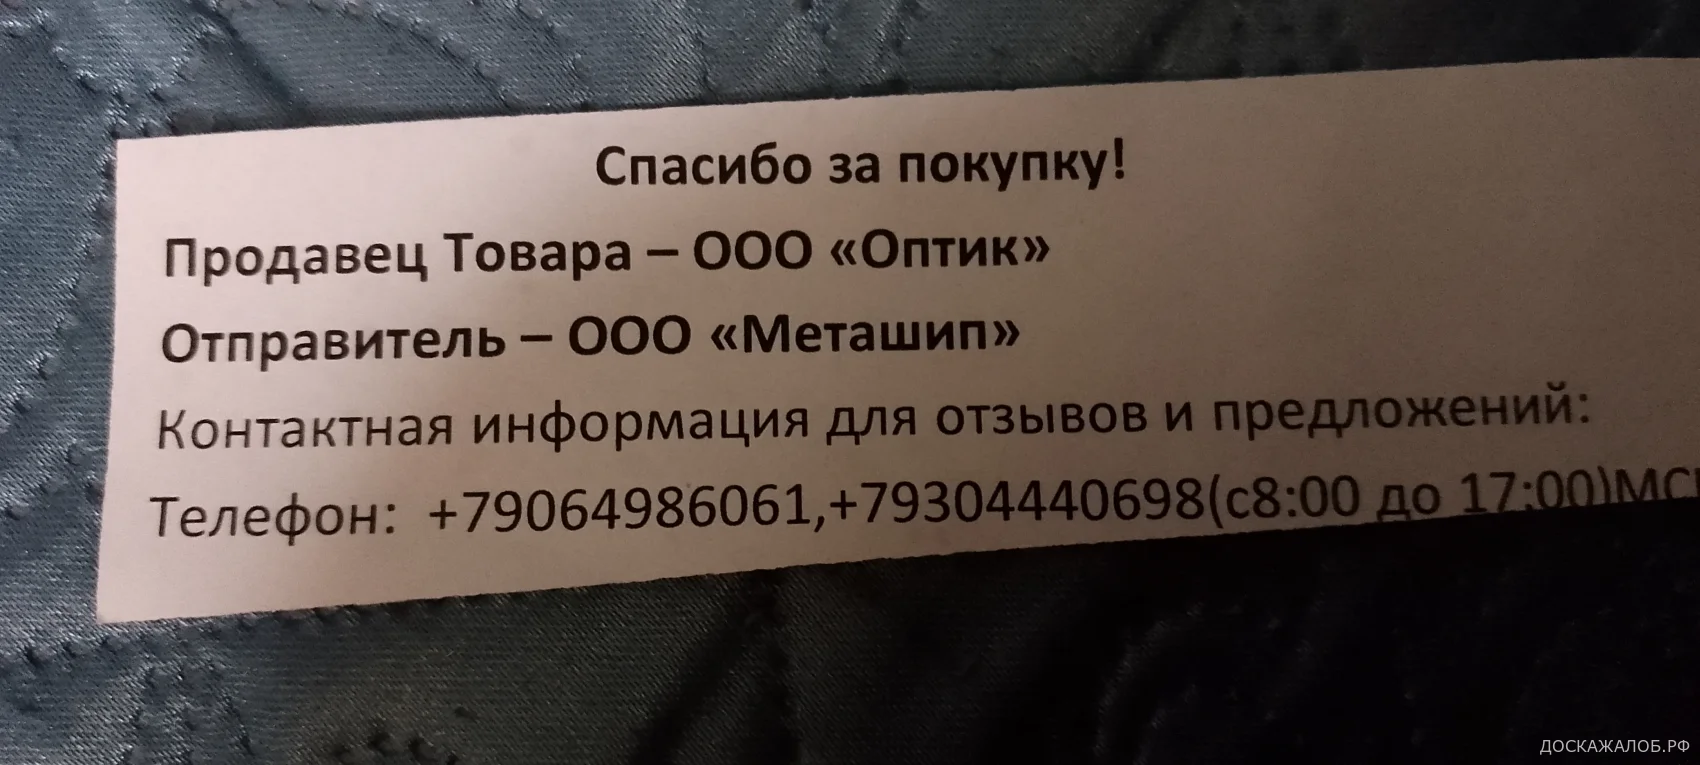 Спасибо за покупку!
Продавец Товара – ООО «Оптик»
Отправитель – ООО «Меташип»
Контактная информация для отзывов и предложений:
Телефон: +79064986061,+79304440698(с8:00 до 17:00)МС
ДОСКАЖАЛОБ.РФ